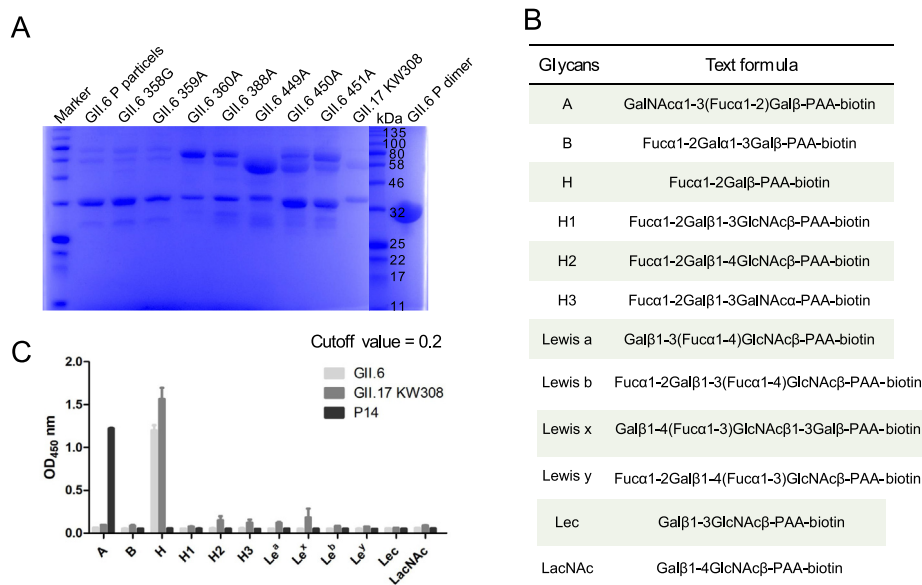 A
Marker
GII.6 P particels
GII.6 358G
GII.6 359A
GII.6 360A
GII.6 388A
GII.6 449A
GII.6 450A
GII.6 451A
GII.17 KW308
kDa
GII.6 P dimer
135
100
80
58
46
32
25
22
17
11
B
Glycans Text formula
A GalNAcα1-3(Fucα1-2)Galβ-PAA-biotin
B Fucα1-2Galα1-3Galβ-PAA-biotin
H Fucα1-2Galβ-PAA-biotin
H1 Fucα1-2Galβ1-3GlcNAcβ-PAA-biotin
H2 Fucα1-2Galβ1-4GlcNAcβ-PAA-biotin
H3 Fucα1-2Galβ1-3GalNAcα-PAA-biotin
Lewis a Galβ1-3(Fucα1-4)GlcNAcβ-PAA-biotin
Lewis b Fucα1-2Galβ1-3(Fucα1-4)GlcNAcβ-PAA-biotin
Lewis x Galβ1-4(Fucα1-3)GlcNAcβ1-3Galβ-PAA-biotin
Lewis y Fucα1-2Galβ1-4(Fucα1-3)GlcNAcβ-PAA-biotin
Lec Galβ1-3GlcNAcβ-PAA-biotin
LacNAc Galβ1-4GlcNAcβ-PAA-biotin
C
Cutoff value = 0.2
GII.6
GII.17 KW308
P14
OD450 nm
2.0
1.5
1.0
0.5
0.0
A B H H1 H2 H3 Leᵃ Leˣ Leᵇ Leʸ Lec LacNAc